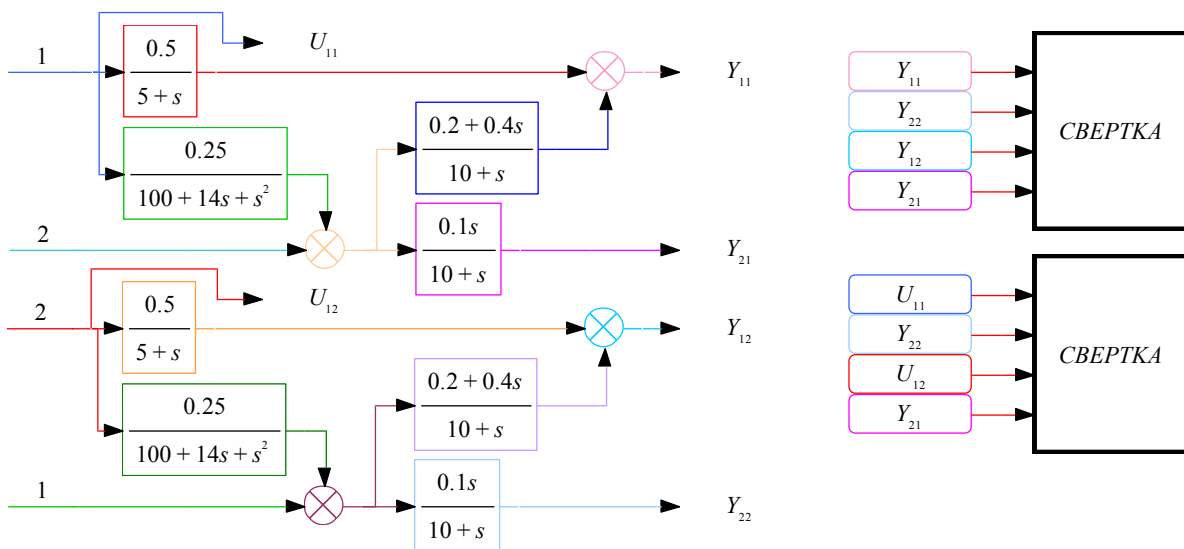 1
0.5
5 + s
U₁₁
Y₁₁
0.25
100 + 14s + s²
0.2 + 0.4s
10 + s
2
0.1s
10 + s
Y₂₁
2
0.5
5 + s
U₁₂
Y₁₂
0.25
100 + 14s + s²
0.2 + 0.4s
10 + s
1
0.1s
10 + s
Y₂₂
Y₁₁
Y₂₂
Y₁₂
Y₂₁
СВЕРТКА
U₁₁
Y₂₂
U₁₂
Y₂₁
СВЕРТКА